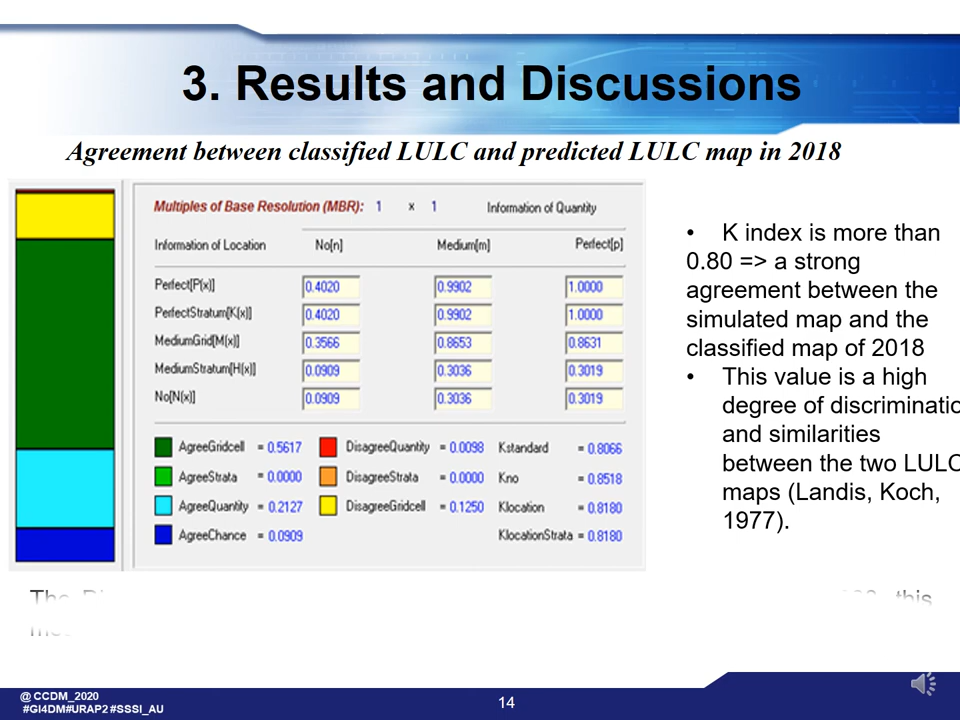 3. Results and Discussions
Agreement between classified LULC and predicted LULC map in 2018
Multiples of Base Resolution (MBR): 1 x 1 Information of Quantity
Information of Location No[n] Medium[m] Perfect[p]
Perfect[P(x)] 0.4020 0.9902 1.0000
PerfectStratum[K(x)] 0.4020 0.9902 1.0000
MediumGrid[M(x)] 0.3566 0.8653 0.8631
MediumStratum[H(x)] 0.0909 0.3036 0.3019
No[N(x)] 0.0909 0.3036 0.3019
AgreeGridcell = 0.5617 DisagreeQuantity = 0.0098 Kstandard = 0.8066
AgreeStrata = 0.0000 DisagreeStrata = 0.0000 Kno = 0.8518
AgreeQuantity = 0.2127 DisagreeGridcell = 0.1250 Klocation = 0.8180
AgreeChance = 0.0909 KlocationStrata = 0.8180
• K index is more than
0.80 => a strong
agreement between the
simulated map and the
classified map of 2018
• This value is a high
degree of discriminatio
and similarities
between the two LULC
maps (Landis, Koch,
1977).
The this
@ CCDM_2020
#GI4DM#URAP2 #SSSI_AU
14